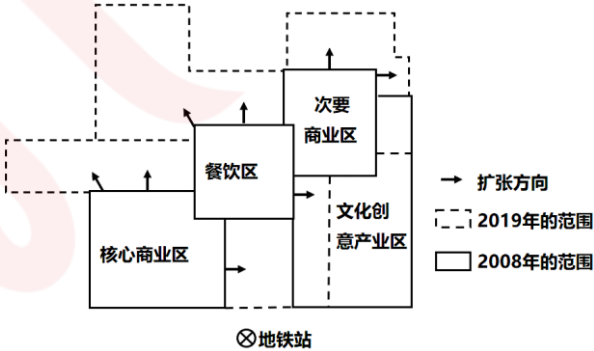 次要
商业区
餐饮区
文化创
意产业区
核心商业区
扩张方向
2019年的范围
2008年的范围
地铁站